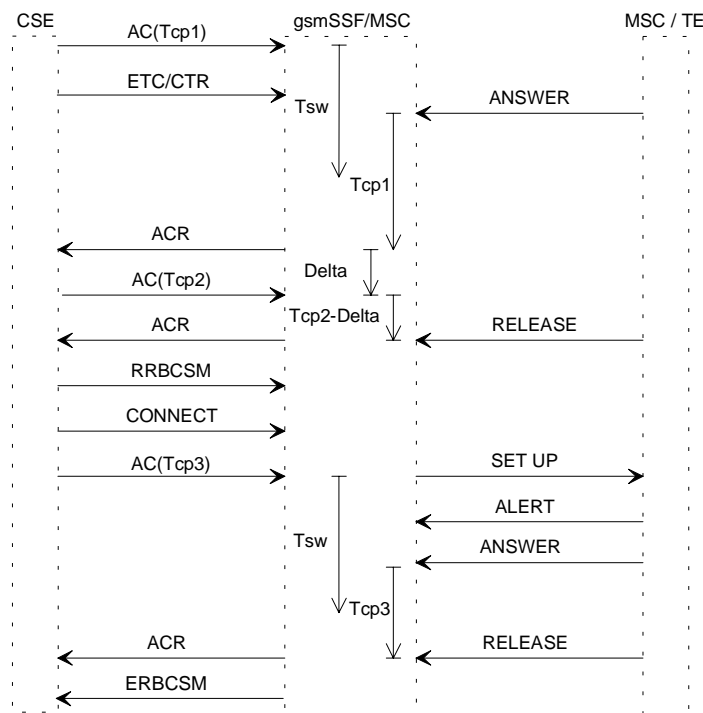 CSE gsmSSF/MSC MSC / TE
AC(Tcp1)
ETC/CTR
ANSWER
Tsw
Tcp1
ACR
Delta
AC(Tcp2)
Tcp2-Delta
ACR
RELEASE
RRBCSM
CONNECT
AC(Tcp3)
SET UP
ALERT
Tsw
ANSWER
Tcp3
ACR
RELEASE
ERBCSM